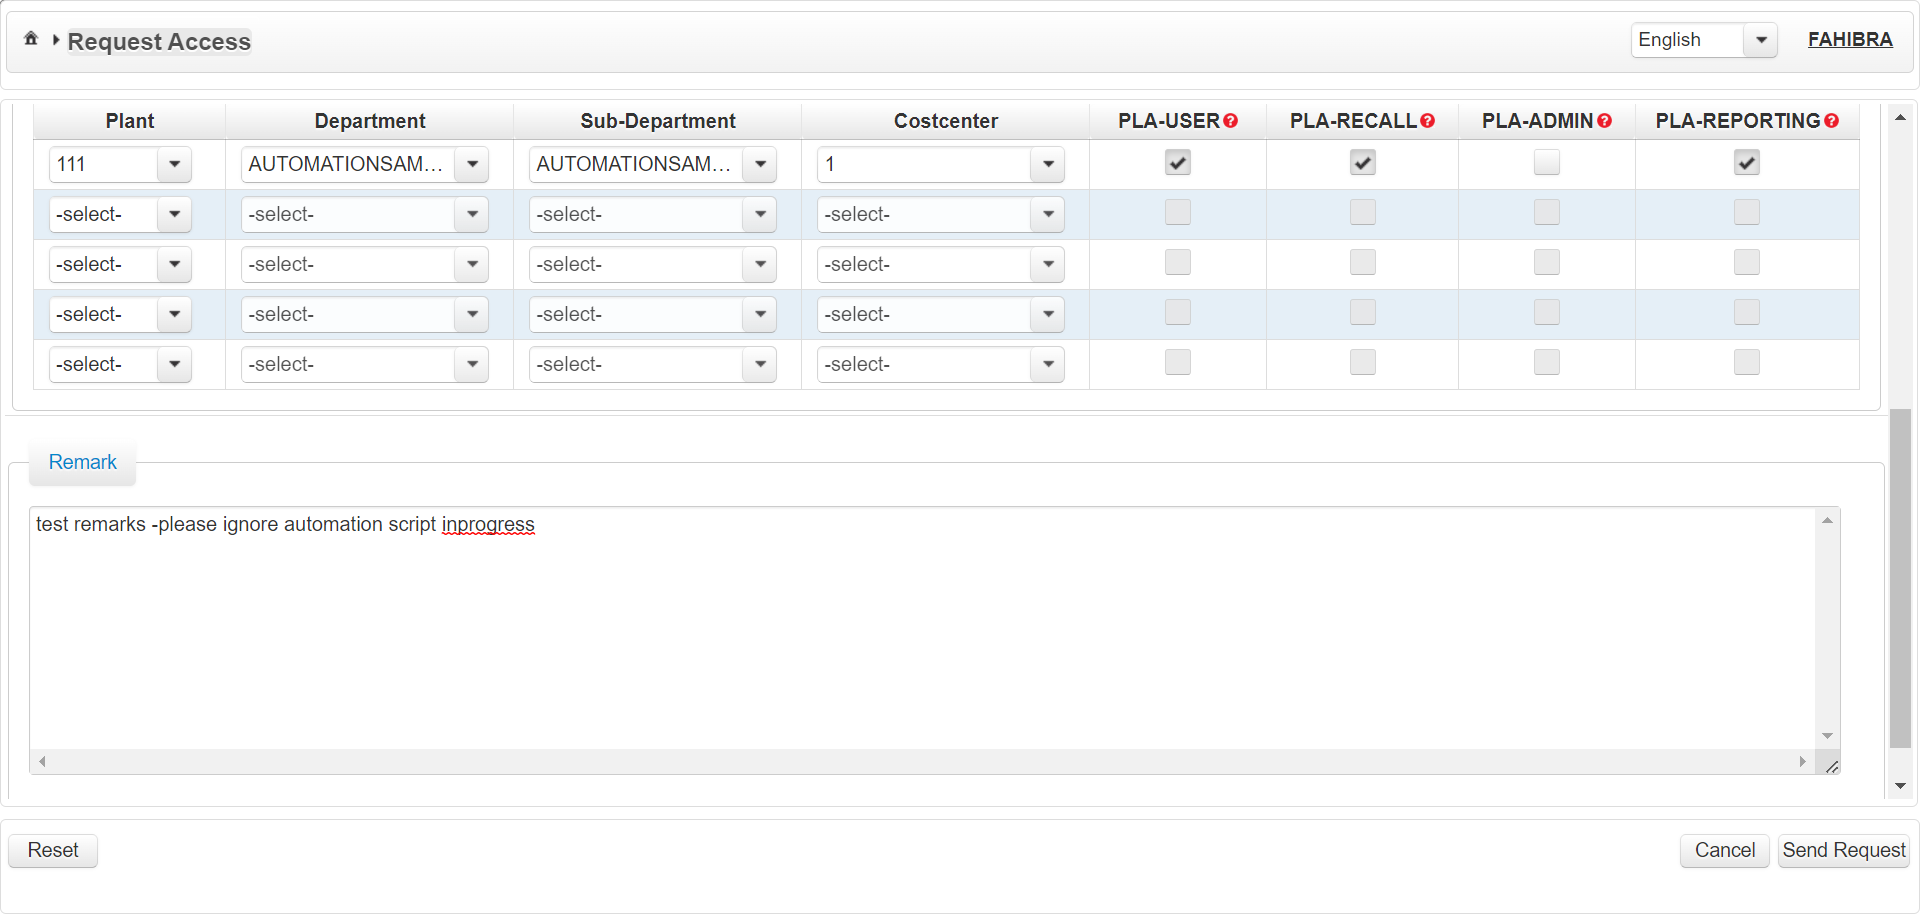 Request Access
English
FAHIBRA
Plant Department Sub-Department Costcenter PLA-USER PLA-RECALL PLA-ADMIN PLA-REPORTING
111 AUTOMATIONSAM... AUTOMATIONSAM... 1
-select- -select- -select- -select-
-select- -select- -select- -select-
-select- -select- -select- -select-
-select- -select- -select- -select-
Remark
test remarks -please ignore automation script inprogress
Reset Cancel Send Request